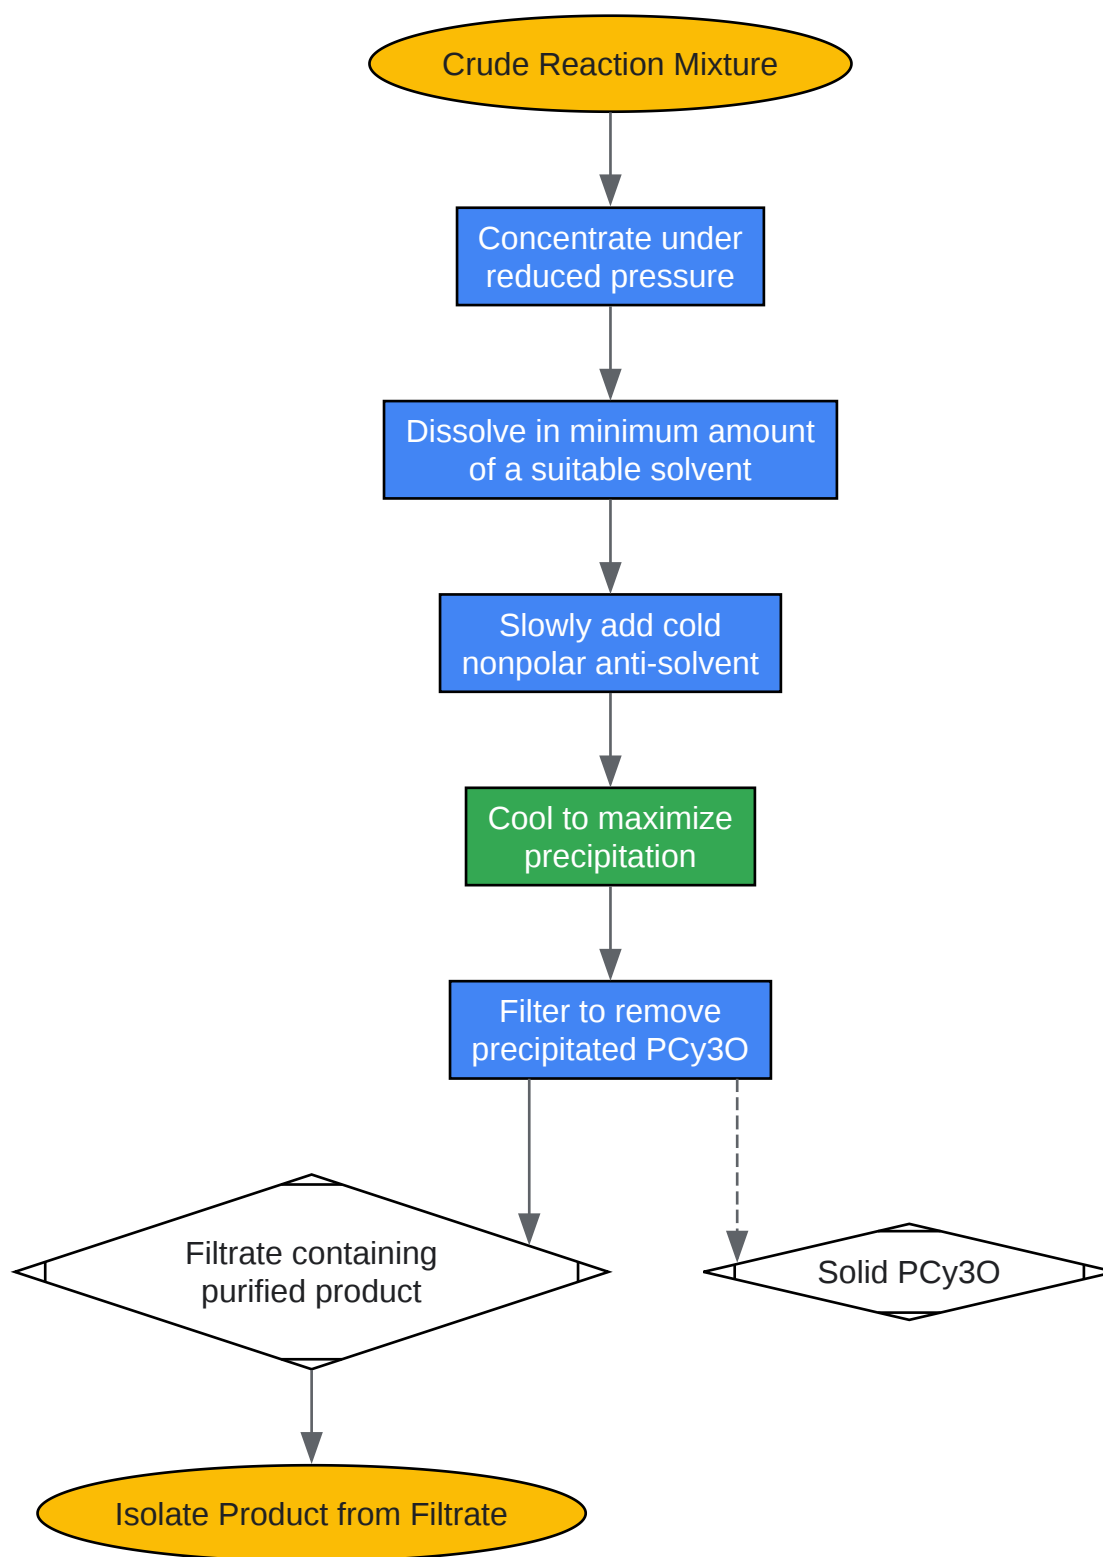 Crude Reaction Mixture
Concentrate under
reduced pressure
Dissolve in minimum amount
of a suitable solvent
Slowly add cold
nonpolar anti-solvent
Cool to maximize
precipitation
Filter to remove
precipitated PCy3O
Filtrate containing
purified product
Solid PCy3O
Isolate Product from Filtrate